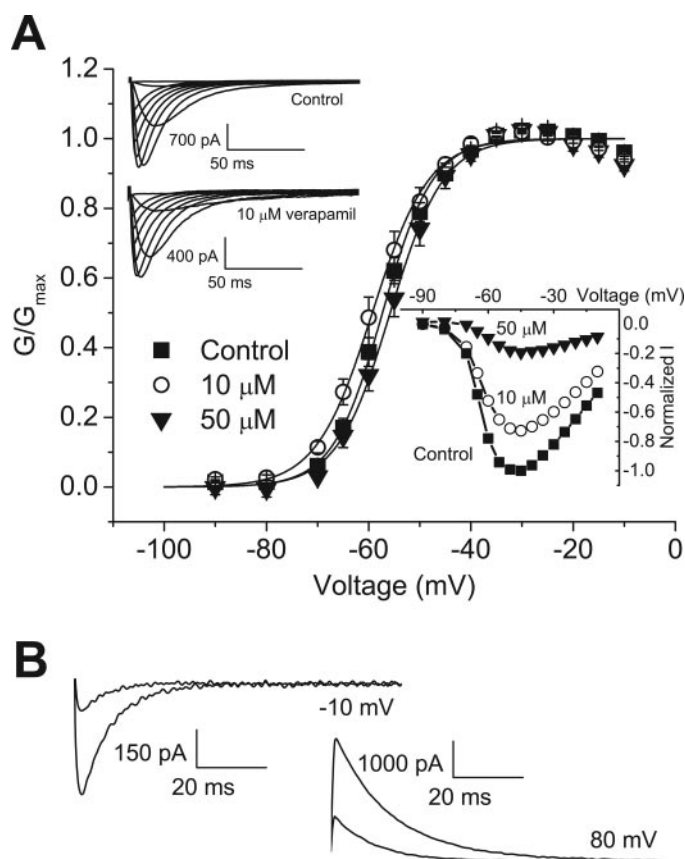 A
1.2
1.0
0.8
0.6
0.4
0.2
0.0
G/Gmax
Control
700 pA
50 ms
10 μM verapamil
400 pA
50 ms
Control
10 μM
50 μM
-90 -60 -30 Voltage (mV)
0.0
-0.2
-0.4
-0.6
-0.8
-1.0
Normalized I
50 μM
10 μM
Control
-100 -80 -60 -40 -20 0
Voltage (mV)
B
-10 mV
150 pA
20 ms
1000 pA
20 ms
80 mV